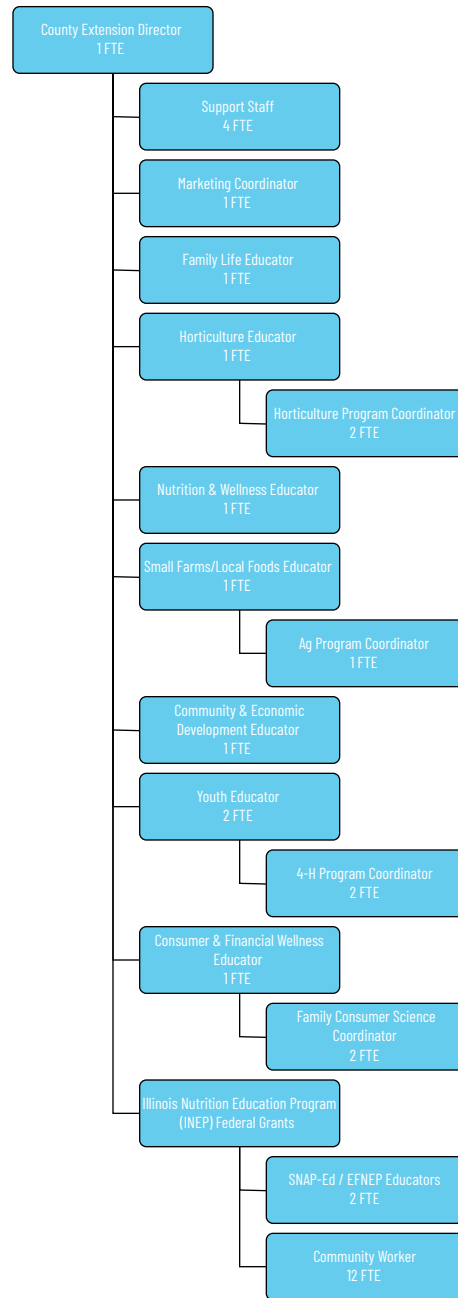 County Extension Director
1 FTE
Support Staff
4 FTE
Marketing Coordinator
1 FTE
Family Life Educator
1 FTE
Horticulture Educator
1 FTE
Horticulture Program Coordinator
2 FTE
Nutrition & Wellness Educator
1 FTE
Small Farms/Local Foods Educator
1 FTE
Ag Program Coordinator
1 FTE
Community & Economic
Development Educator
1 FTE
Youth Educator
2 FTE
4-H Program Coordinator
2 FTE
Consumer & Financial Wellness
Educator
1 FTE
Family Consumer Science
Coordinator
2 FTE
Illinois Nutrition Education Program
(INEP) Federal Grants
SNAP-Ed / EFNEP Educators
2 FTE
Community Worker
12 FTE